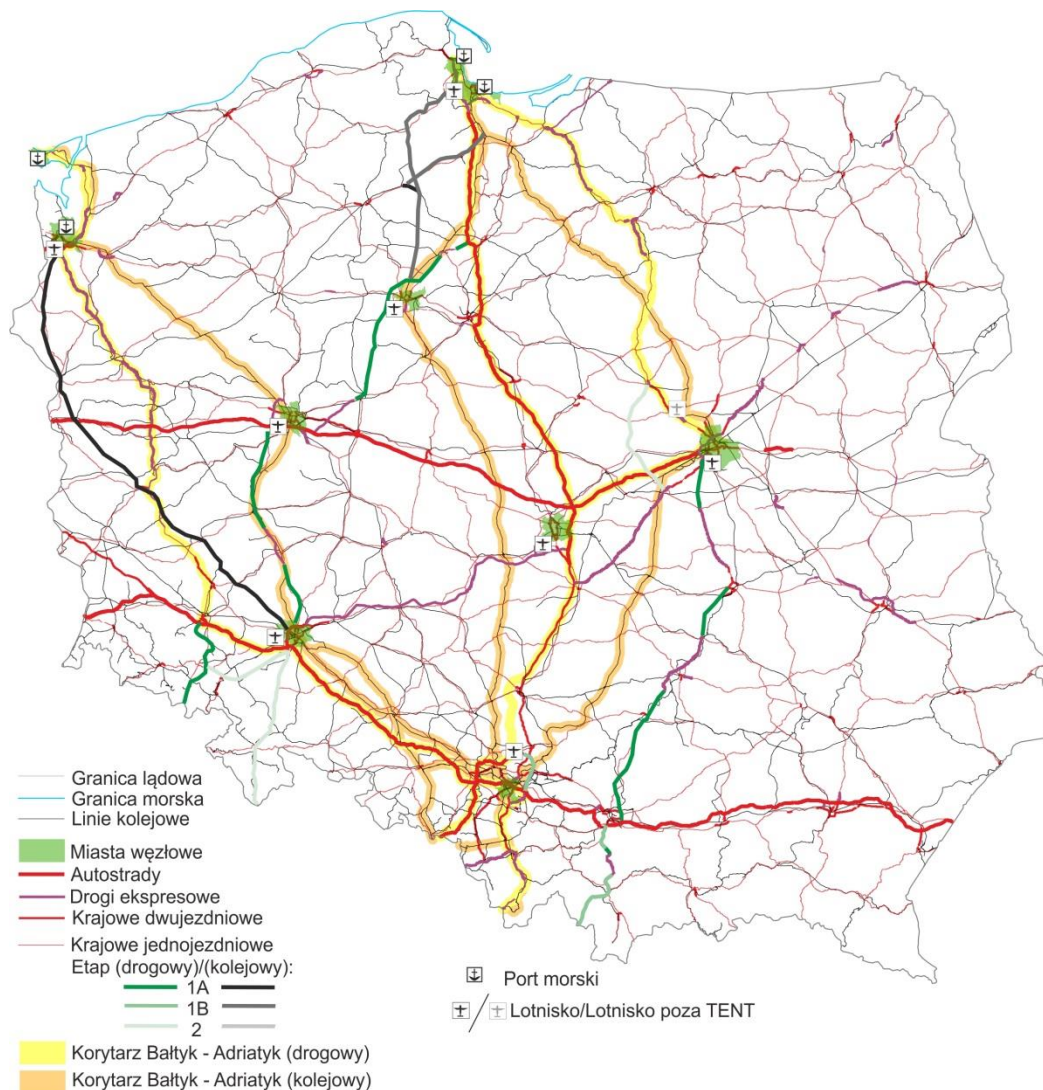 Granica lądowa
Granica morska
Linie kolejowe
Miasta węzłowe
Autostrady
Drogi ekspresowe
Krajowe dwujezdniowe
Krajowe jednojezdniowe
Etap (drogowy)/(kolejowy):
1A
1B
2
Korytarz Bałtyk - Adriatyk (drogowy)
Korytarz Bałtyk - Adriatyk (kolejowy)
Port morski
Lotnisko/Lotnisko poza TENT